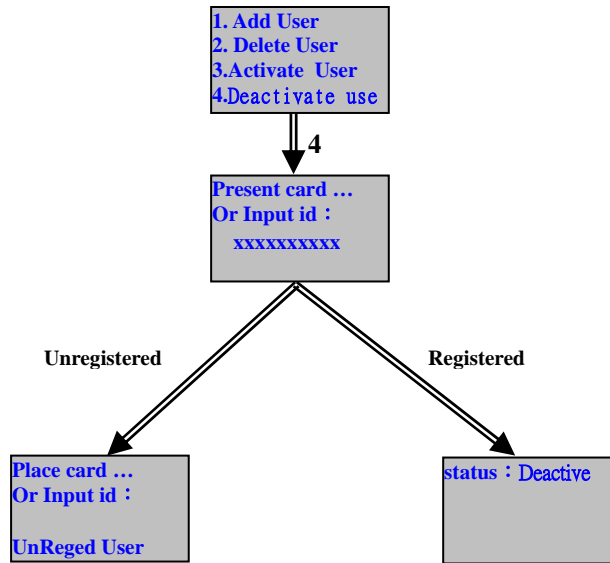 1. Add User
2. Delete User
3.Activate User
4.Deactivate use
4
Present card …
Or Input id：
xxxxxxxxxx
Unregistered
Registered
Place card …
Or Input id：
UnReged User
status：Deactive